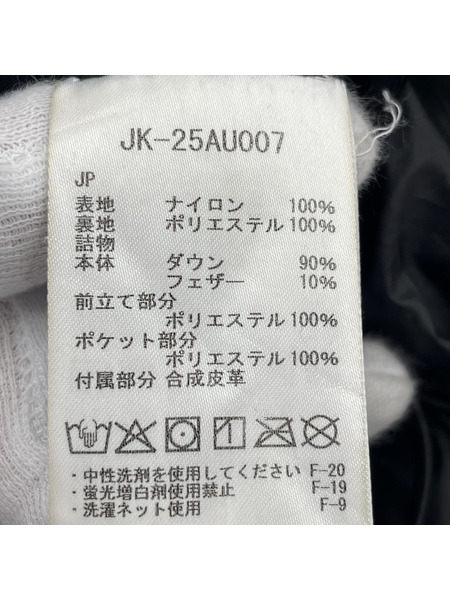 JK-25AU007
JP
表地 ナイロン 100%
裏地 ポリエステル 100%
詰物
本体 ダウン 90%
フェザー 10%
前立て部分
ポリエステル 100%
ポケット部分
ポリエステル 100%
付属部分 合成皮革
・中性洗剤を使用してください F-20
・蛍光増白剤使用禁止 F-19
・洗濯ネット使用 F-9